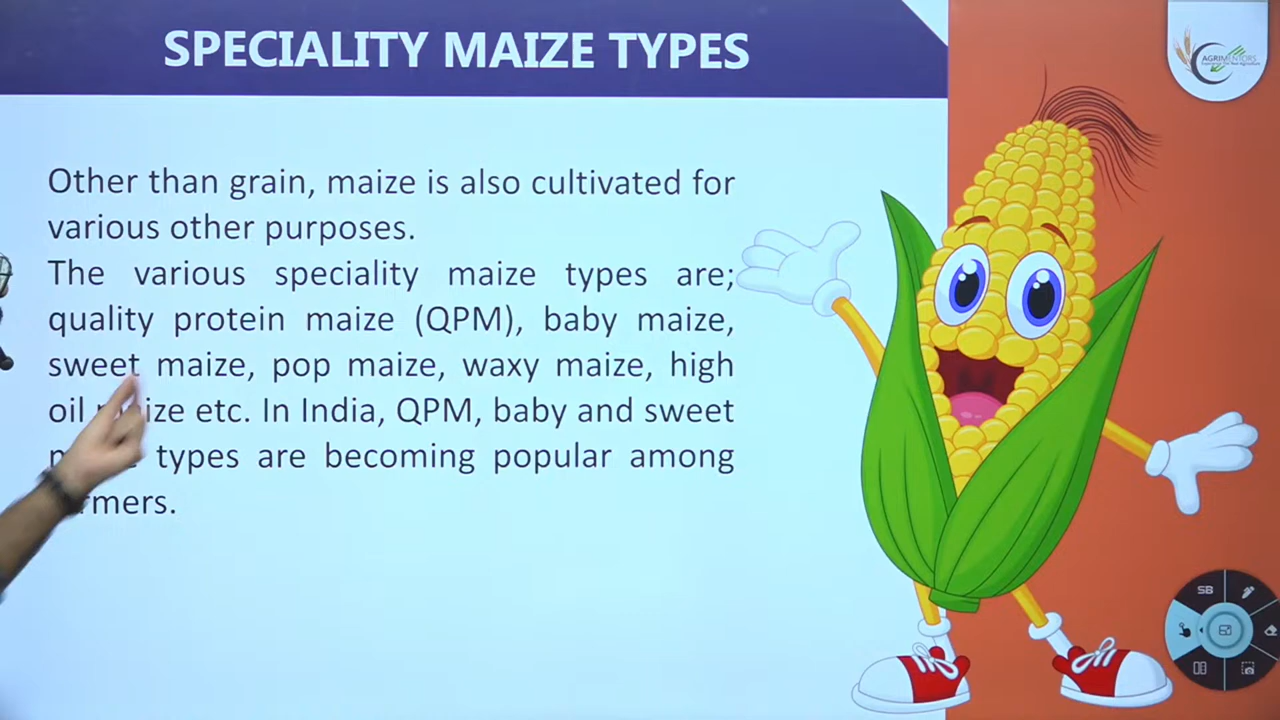 SPECIALITY MAIZE TYPES
AGRIMENTORS
Other than grain, maize is also cultivated for
various other purposes.
The various speciality maize types are;
quality protein maize (QPM), baby maize,
sweet maize, pop maize, waxy maize, high
oil etc. In India, QPM, baby and sweet
types are becoming popular among
SB